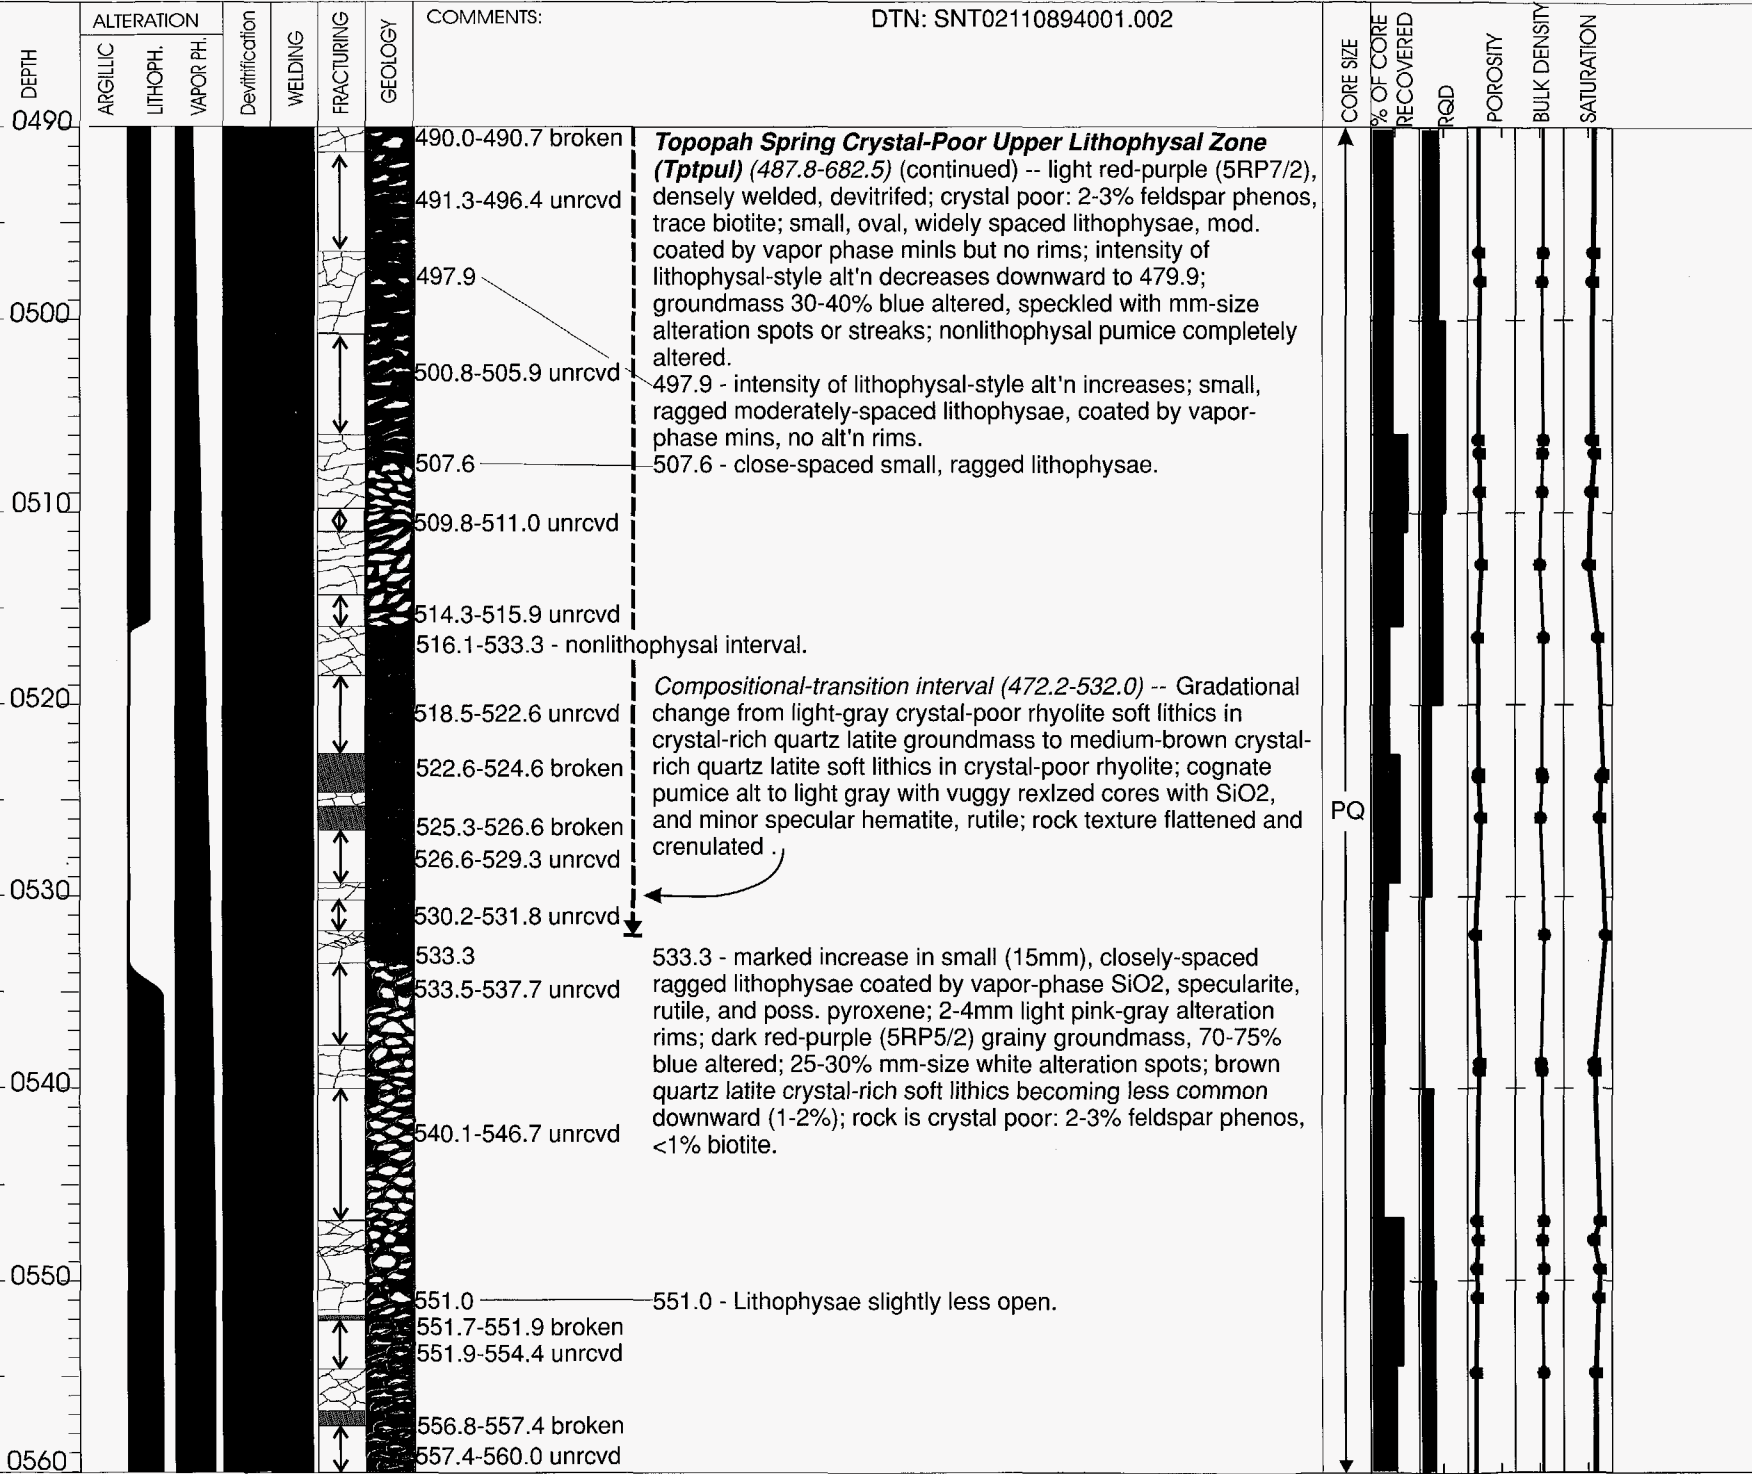 ALTERATION
COMMENTS:
DTN: SNT02110894001.002
DEPTH
ARGILLIC
LITHOPH.
VAPOR PH.
Devitrification
WELDING
FRACTURING
GEOLOGY
CORE SIZE
% OF CORE
RECOVERED
RQD
POROSITY
BULK DENSITY
SATURATION
0490
0500
0510
0520
0530
0540
0550
0560
490.0-490.7 broken
491.3-496.4 unrcvd
497.9
500.8-505.9 unrcvd
507.6
509.8-511.0 unrcvd
514.3-515.9 unrcvd
516.1-533.3 - nonlithophysal interval.
518.5-522.6 unrcvd
522.6-524.6 broken
525.3-526.6 broken
526.6-529.3 unrcvd
530.2-531.8 unrcvd
533.3
533.5-537.7 unrcvd
540.1-546.7 unrcvd
551.0
551.7-551.9 broken
551.9-554.4 unrcvd
556.8-557.4 broken
557.4-560.0 unrcvd
Topopah Spring Crystal-Poor Upper Lithophysal Zone
(Tptpul) (487.8-682.5) (continued) -- light red-purple (5RP7/2),
densely welded, devitrifed; crystal poor: 2-3% feldspar phenos,
trace biotite; small, oval, widely spaced lithophysae, mod.
coated by vapor phase minls but no rims; intensity of
lithophysal-style alt'n decreases downward to 479.9;
groundmass 30-40% blue altered, speckled with mm-size
alteration spots or streaks; nonlithophysal pumice completely
altered.
497.9 - intensity of lithophysal-style alt'n increases; small,
ragged moderately-spaced lithophysae, coated by vapor-
phase mins, no alt'n rims.
507.6 - close-spaced small, ragged lithophysae.
Compositional-transition interval (472.2-532.0) -- Gradational
change from light-gray crystal-poor rhyolite soft lithics in
crystal-rich quartz latite groundmass to medium-brown crystal-
rich quartz latite soft lithics in crystal-poor rhyolite; cognate
pumice alt to light gray with vuggy rexlzed cores with SiO2,
and minor specular hematite, rutile; rock texture flattened and
crenulated .
533.3 - marked increase in small (15mm), closely-spaced
ragged lithophysae coated by vapor-phase SiO2, specularite,
rutile, and poss. pyroxene; 2-4mm light pink-gray alteration
rims; dark red-purple (5RP5/2) grainy groundmass, 70-75%
blue altered; 25-30% mm-size white alteration spots; brown
quartz latite crystal-rich soft lithics becoming less common
downward (1-2%); rock is crystal poor: 2-3% feldspar phenos,
<1% biotite.
551.0 - Lithophysae slightly less open.
PQ